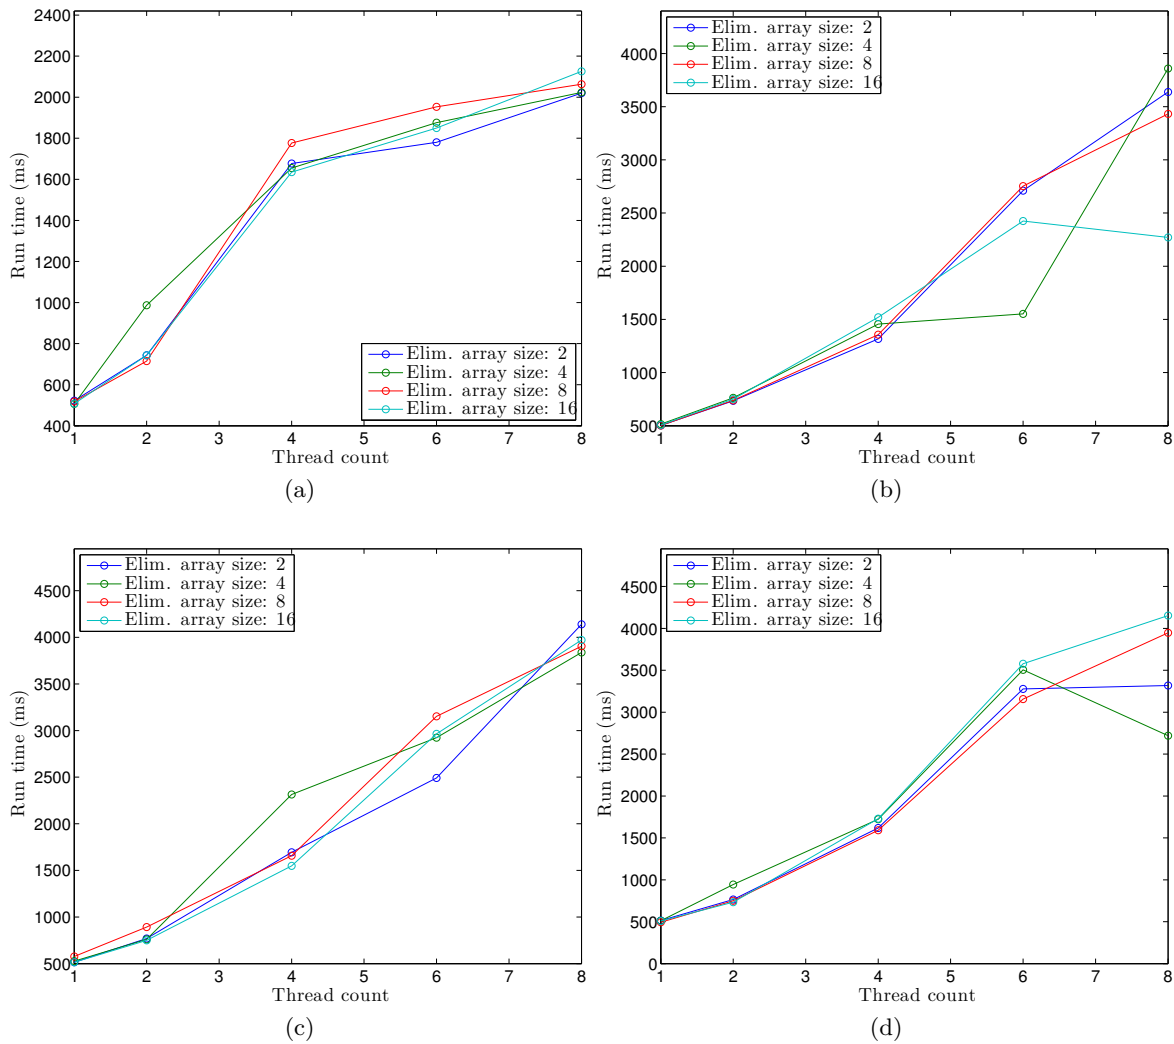 2400
2200
2000
1800
1600
1400
1200
1000
800
600
400
Run time (ms)
Elim. array size: 2
Elim. array size: 4
Elim. array size: 8
Elim. array size: 16
1 2 3 4 5 6 7 8
Thread count
(a)
4000
3500
3000
2500
2000
1500
1000
500
Run time (ms)
Elim. array size: 2
Elim. array size: 4
Elim. array size: 8
Elim. array size: 16
1 2 3 4 5 6 7 8
Thread count
(b)
4500
4000
3500
3000
2500
2000
1500
1000
500
Run time (ms)
Elim. array size: 2
Elim. array size: 4
Elim. array size: 8
Elim. array size: 16
1 2 3 4 5 6 7 8
Thread count
(c)
4500
4000
3500
3000
2500
2000
1500
1000
500
0
Run time (ms)
Elim. array size: 2
Elim. array size: 4
Elim. array size: 8
Elim. array size: 16
1 2 3 4 5 6 7 8
Thread count
(d)